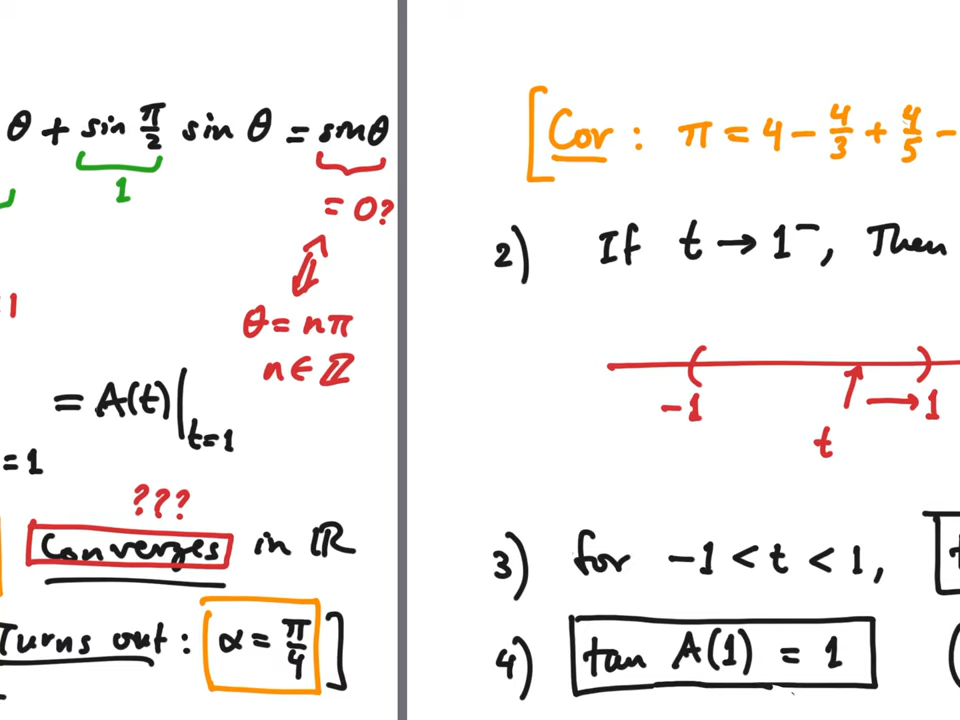 θ + sin π/2 sin θ = sinθ
1
= 0?
= 1
θ = nπ
n ∈ ℤ
= A(t)|t=1
= 1
???
Converges in ℝ
Turns out: α = π/4 ]
[Cor: π = 4 − 4/3 + 4/5 −
2) If t → 1⁻, Then
−1 ( ) 1
t →
3) for −1 < t < 1,
4) tan A(1) = 1 (